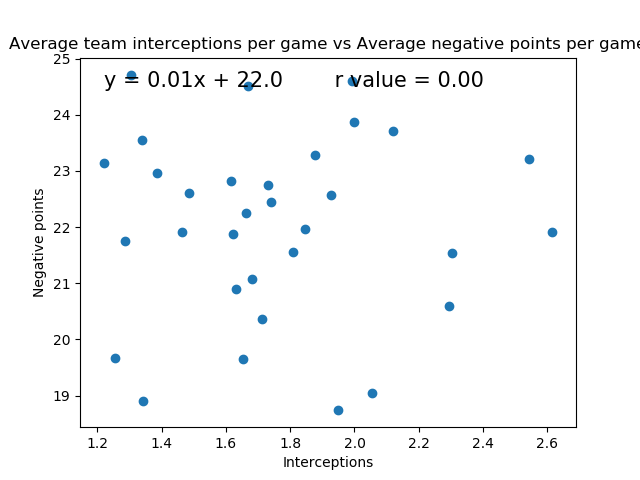 Average team interceptions per game vs Average negative points per game
y = 0.01x + 22.0 r value = 0.00
25
24
23
22
21
20
19
Negative points
1.2 1.4 1.6 1.8 2.0 2.2 2.4 2.6
Interceptions